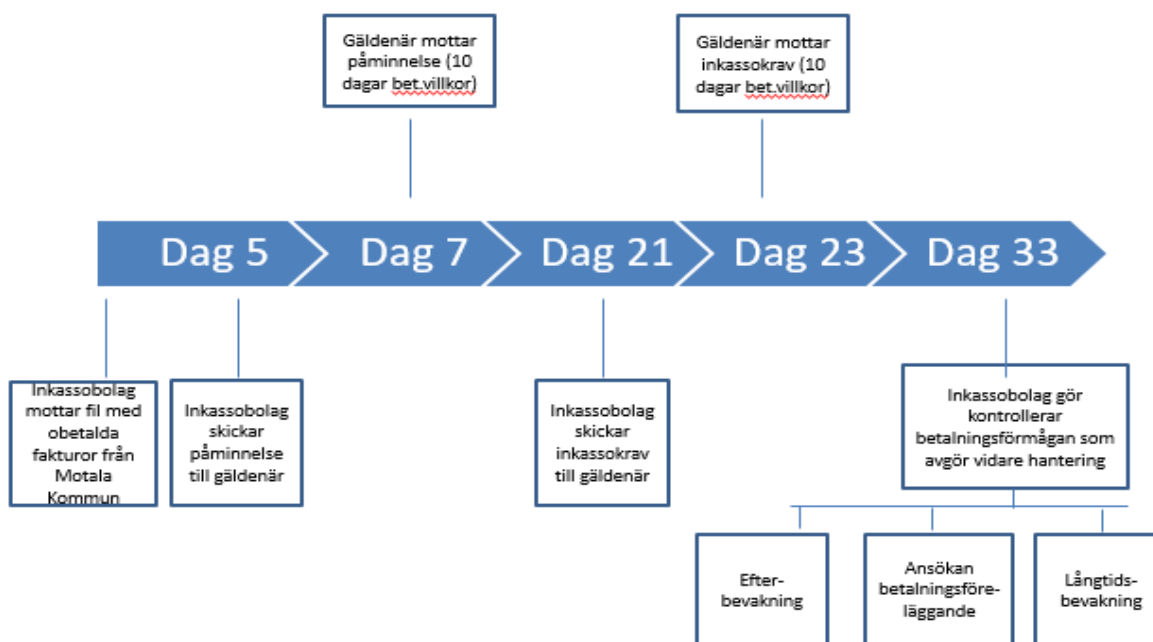 Gäldenär mottar
påminnelse (10
dagar bet.villkor)
Gäldenär mottar
inkassokrav (10
dagar bet.villkor)
Dag 5
Dag 7
Dag 21
Dag 23
Dag 33
Inkassobolag
mottar fil med
obetalda
fakturor från
Motala
Kommun
Inkassobolag
skickar
påminnelse
till gäldenär
Inkassobolag
skickar
inkassokrav
till gäldenär
Inkassobolag gör
kontrollerar
betalningsförmågan som
avgör vidare hantering
Efter-
bevakning
Ansökan
betalningsföre-
läggande
Långtids-
bevakning